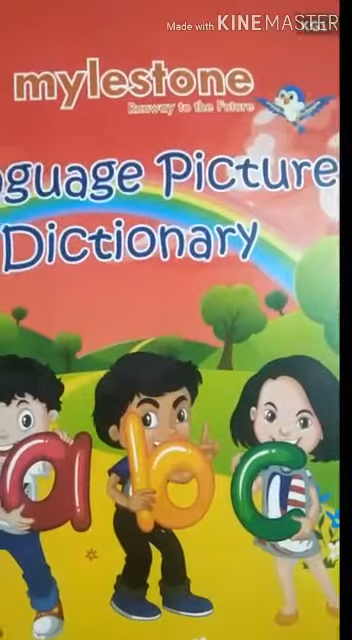 Made with KINEMASTER
mylestone
Runway to the Future
guage Picture
Dictionary
a b c